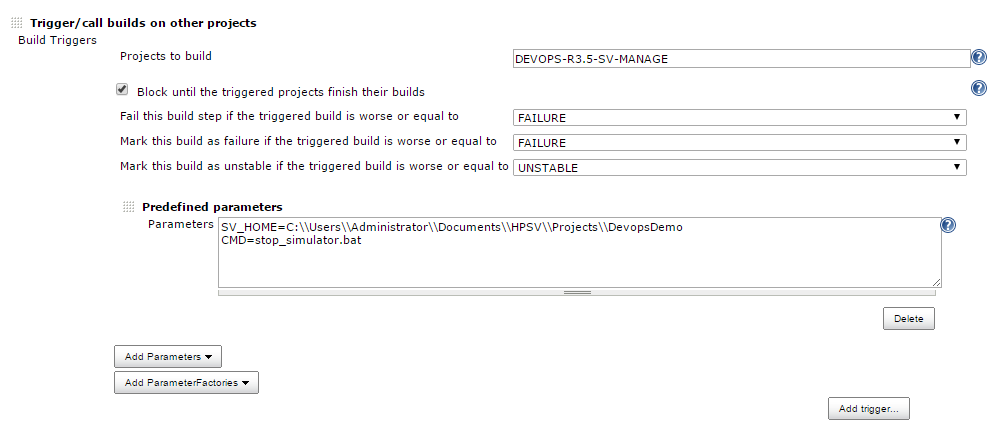 Trigger/call builds on other projects
Build Triggers
Projects to build
DEVOPS-R3.5-SV-MANAGE
Block until the triggered projects finish their builds
Fail this build step if the triggered build is worse or equal to
FAILURE
Mark this build as failure if the triggered build is worse or equal to
FAILURE
Mark this build as unstable if the triggered build is worse or equal to
UNSTABLE
Predefined parameters
Parameters
SV_HOME=C:\\Users\\Administrator\\Documents\\HPSV\\Projects\\DevopsDemo
CMD=stop_simulator.bat
Delete
Add Parameters
Add ParameterFactories
Add trigger...